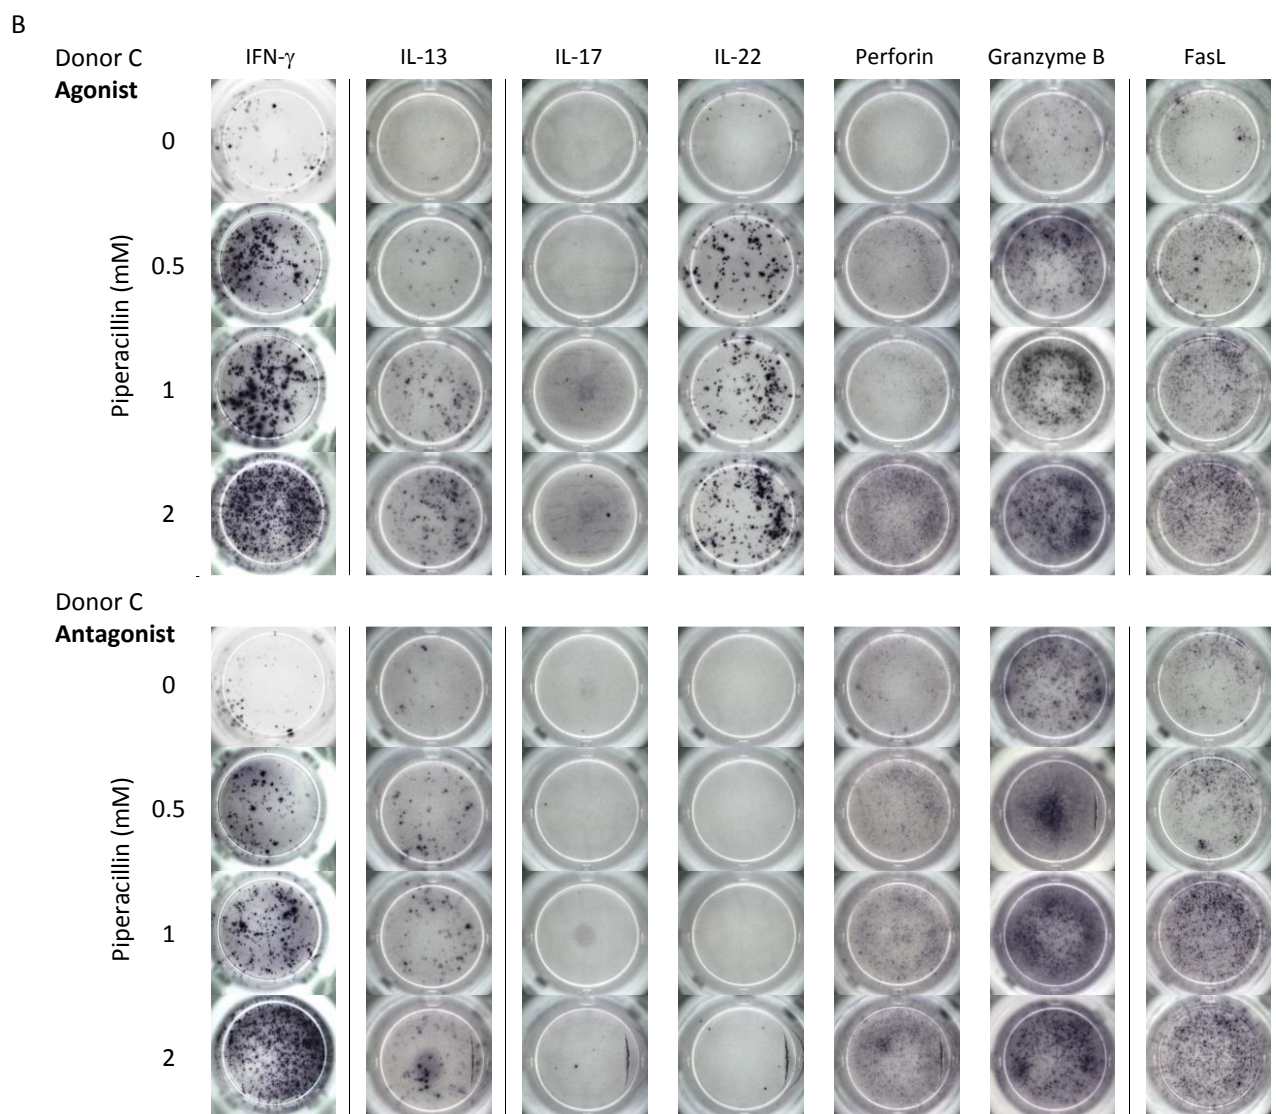 B
Donor C IFN-γ IL-13 IL-17 IL-22 Perforin Granzyme B FasL
Agonist
0
0.5
1
2
Piperacillin (mM)
Donor C
Antagonist
0
0.5
1
2
Piperacillin (mM)